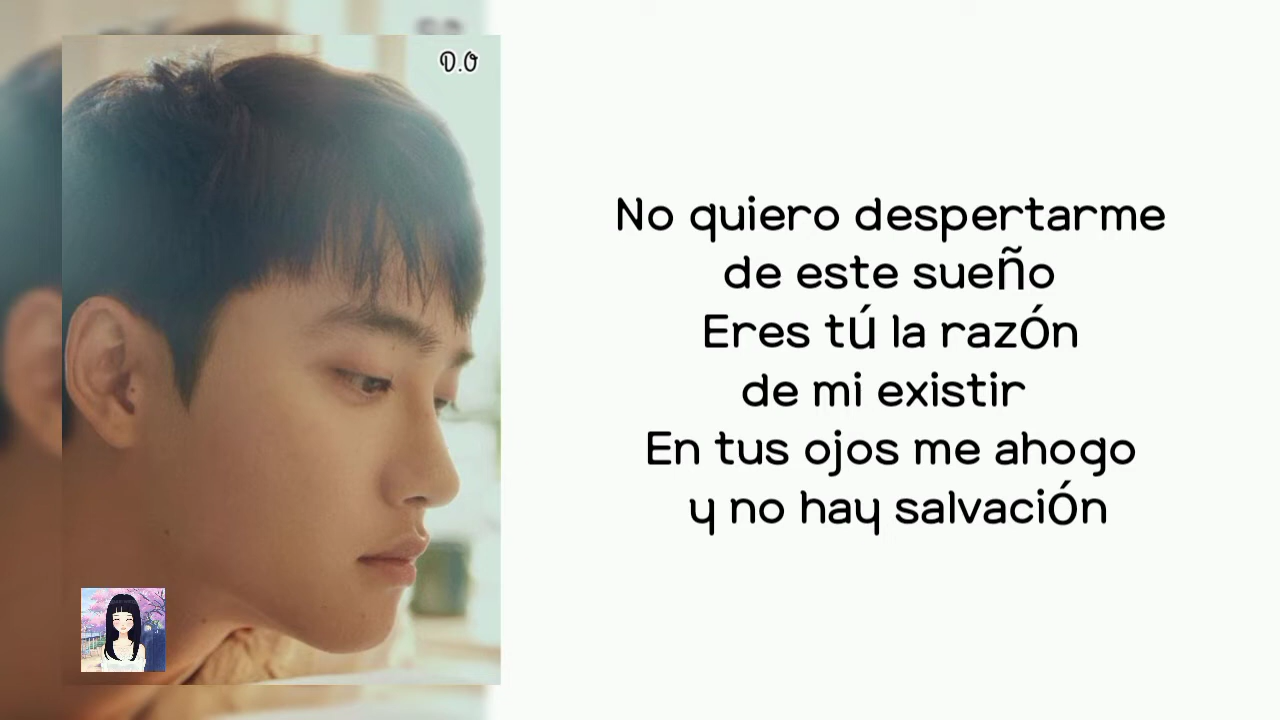 D.O
No quiero despertarme
de este sueño
Eres tú la razón
de mi existir
En tus ojos me ahogo
y no hay salvación